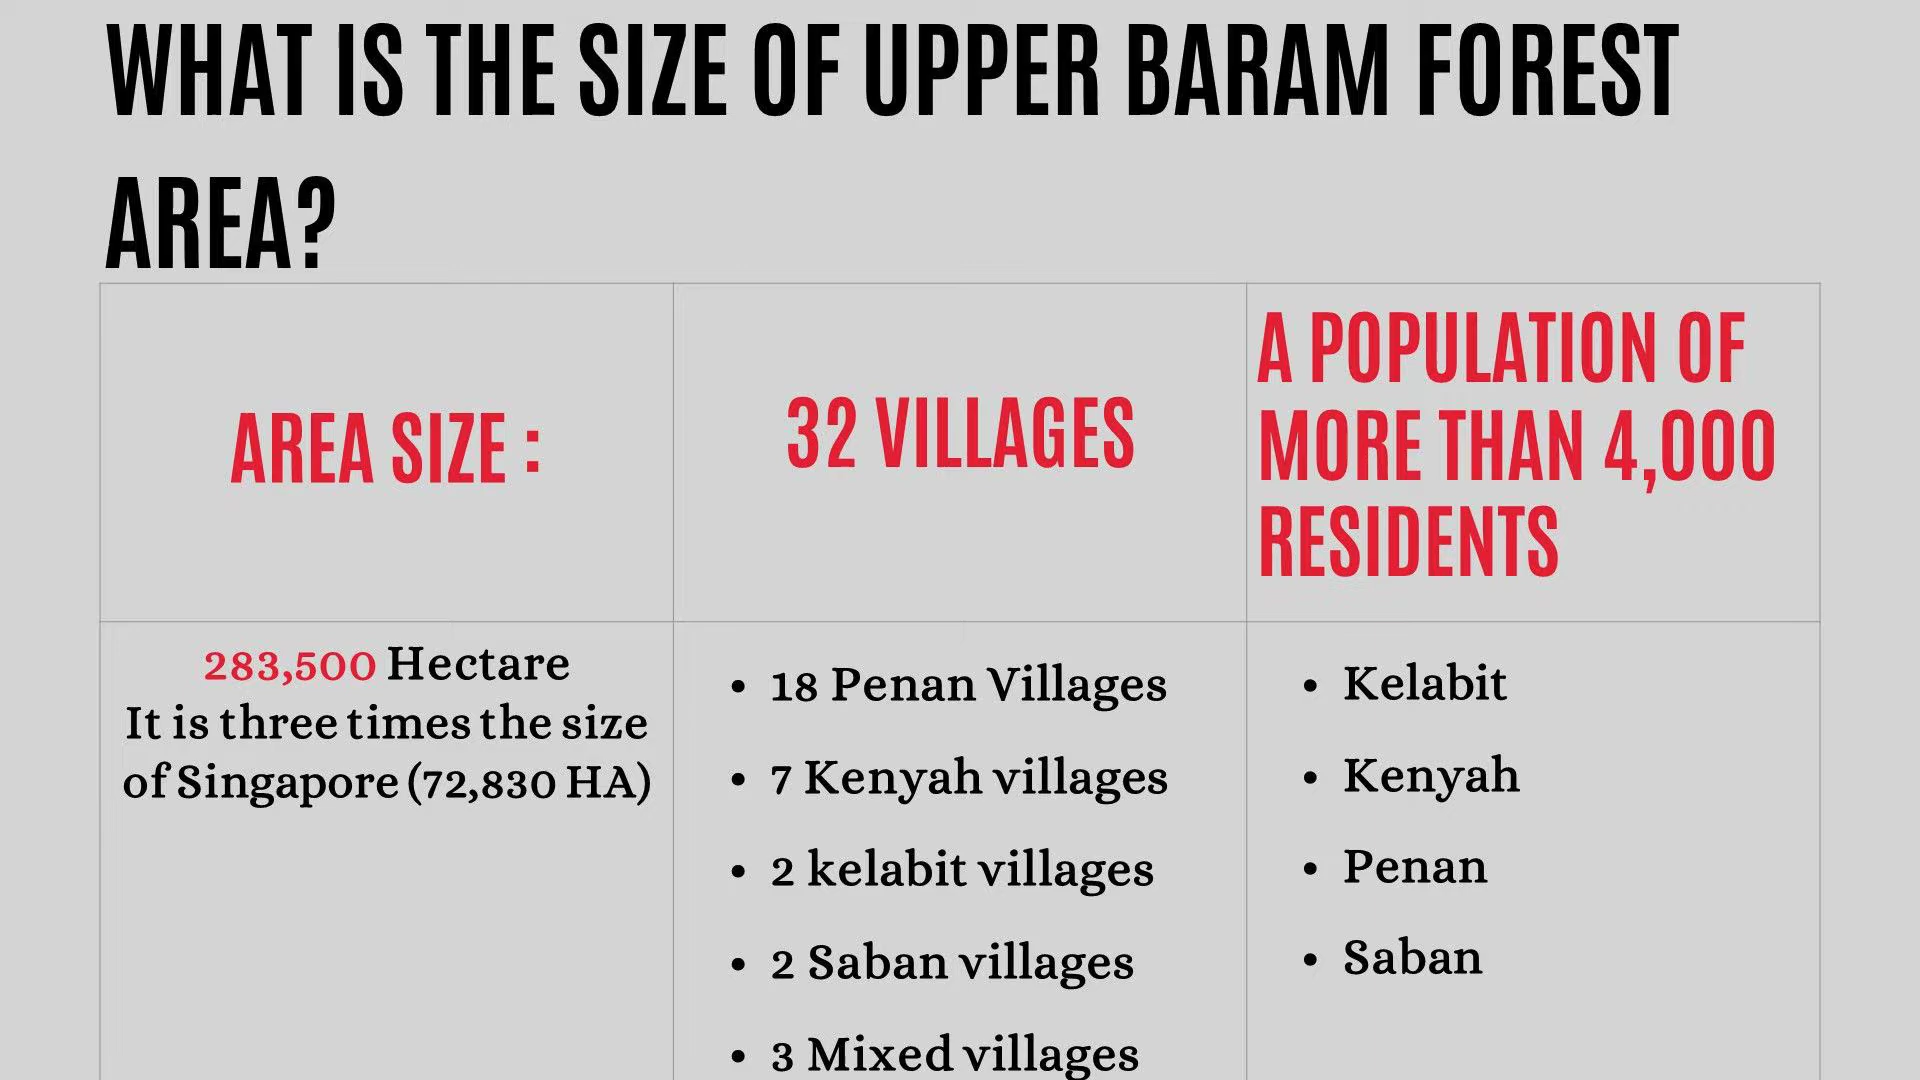 WHAT IS THE SIZE OF UPPER BARAM FOREST
AREA?
AREA SIZE :
32 VILLAGES
A POPULATION OF
MORE THAN 4,000
RESIDENTS
283,500 Hectare
It is three times the size
of Singapore (72,830 HA)
• 18 Penan Villages
• 7 Kenyah villages
• 2 kelabit villages
• 2 Saban villages
• 3 Mixed villages
• Kelabit
• Kenyah
• Penan
• Saban